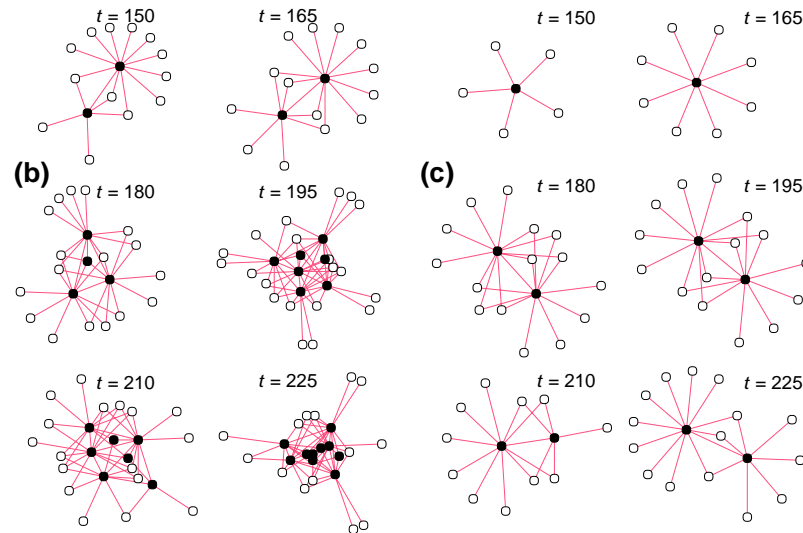 t = 150
t = 165
t = 150
t = 165
(b)
t = 180
t = 195
(c)
t = 180
t = 195
t = 210
t = 225
t = 210
t = 225